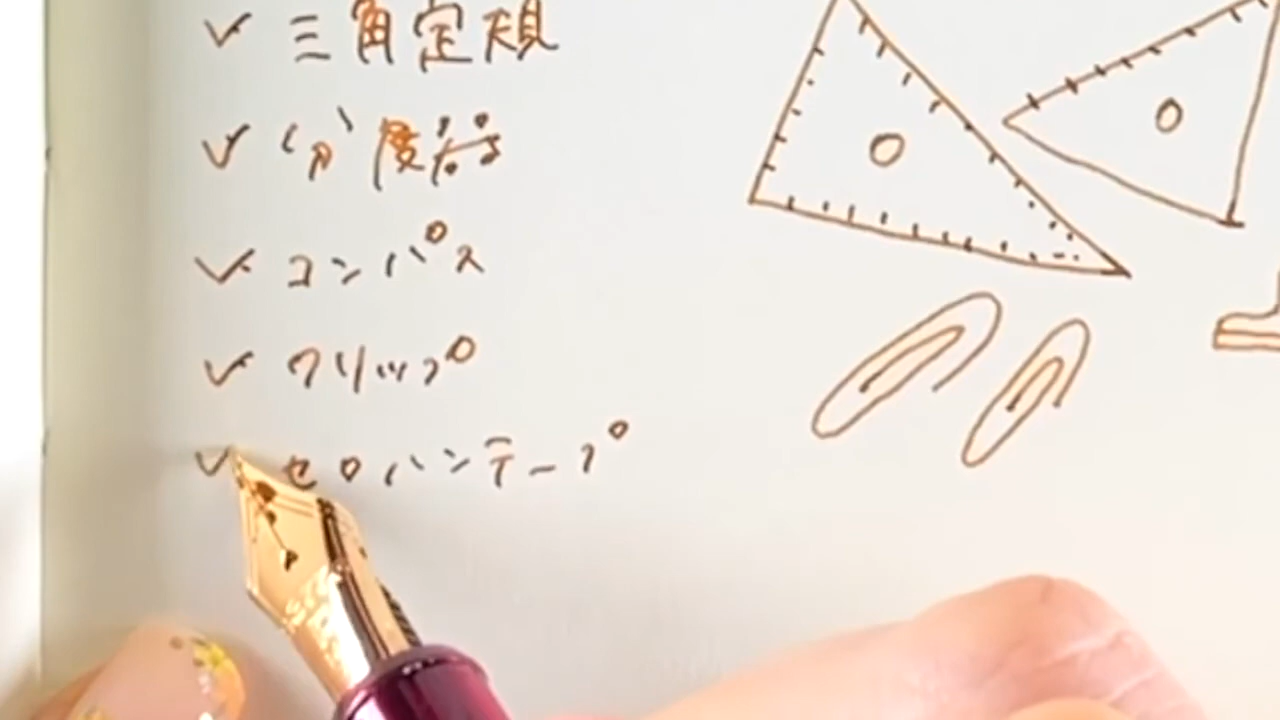 ✓ 三角定規
✓ 分度器
✓ コンパス
✓ クリップ
✓ セロハンテープ